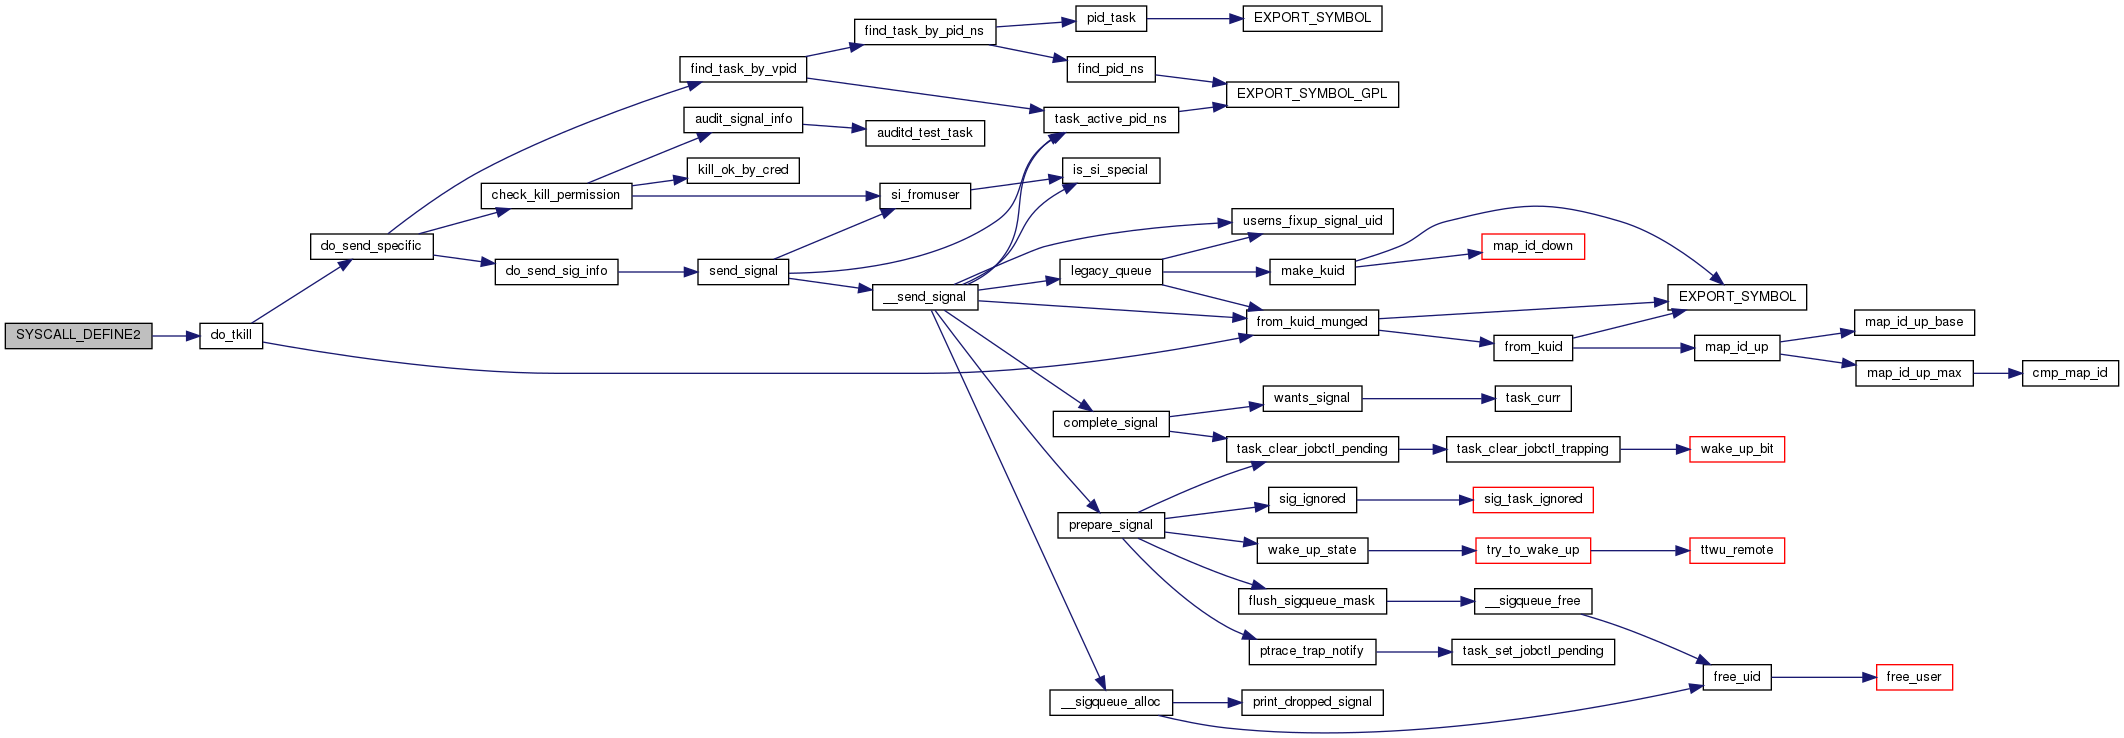 pid_task
EXPORT_SYMBOL
find_task_by_pid_ns
find_task_by_vpid
find_pid_ns
EXPORT_SYMBOL_GPL
audit_signal_info
task_active_pid_ns
auditd_test_task
kill_ok_by_cred
is_si_special
check_kill_permission
si_fromuser
userns_fixup_signal_uid
do_send_specific
map_id_down
do_send_sig_info
send_signal
legacy_queue
make_kuid
__send_signal
EXPORT_SYMBOL
SYSCALL_DEFINE2
do_tkill
from_kuid_munged
map_id_up_base
from_kuid
map_id_up
map_id_up_max
cmp_map_id
wants_signal
task_curr
complete_signal
task_clear_jobctl_pending
task_clear_jobctl_trapping
wake_up_bit
sig_ignored
sig_task_ignored
prepare_signal
wake_up_state
try_to_wake_up
ttwu_remote
flush_sigqueue_mask
__sigqueue_free
ptrace_trap_notify
task_set_jobctl_pending
free_uid
free_user
__sigqueue_alloc
print_dropped_signal